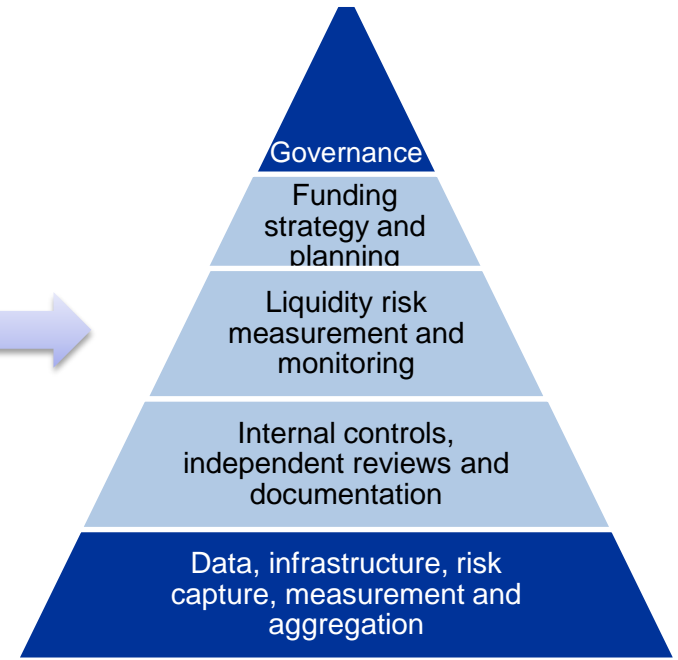 Governance
Funding
strategy and
planning
Liquidity risk
measurement and
monitoring
Internal controls,
independent reviews and
documentation
Data, infrastructure, risk
capture, measurement and
aggregation